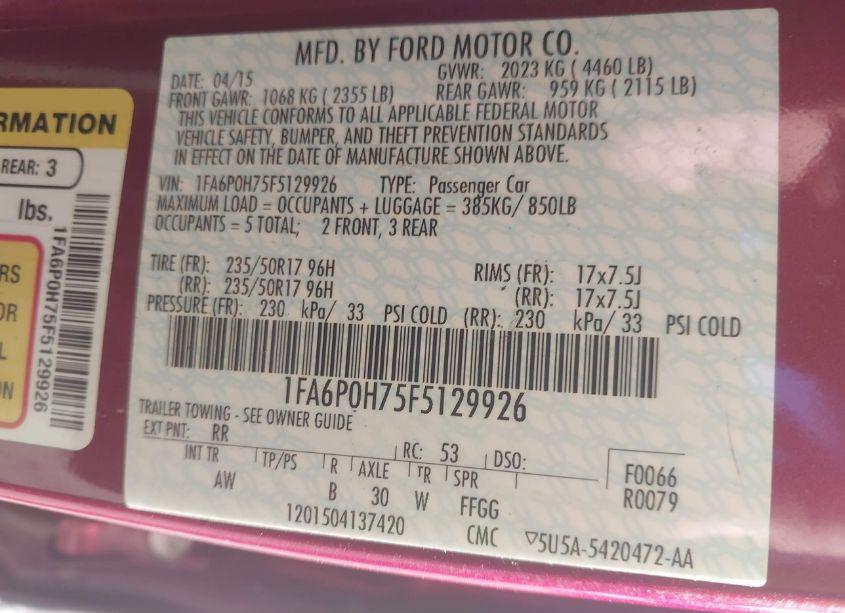 MFD. BY FORD MOTOR CO.
DATE: 04/15 GVWR: 2023 KG ( 4460 LB)
FRONT GAWR: 1068 KG ( 2355 LB) REAR GAWR: 959 KG ( 2115 LB)
THIS VEHICLE CONFORMS TO ALL APPLICABLE FEDERAL MOTOR
VEHICLE SAFETY, BUMPER, AND THEFT PREVENTION STANDARDS
IN EFFECT ON THE DATE OF MANUFACTURE SHOWN ABOVE.
VIN: 1FA6P0H75F5129926 TYPE: Passenger Car
MAXIMUM LOAD = OCCUPANTS + LUGGAGE = 385KG/ 850LB
OCCUPANTS = 5 TOTAL; 2 FRONT, 3 REAR
TIRE (FR): 235/50R17 96H RIMS (FR): 17x7.5J
(RR): 235/50R17 96H (RR): 17x7.5J
PRESSURE (FR): 230 kPa/ 33 PSI COLD (RR): 230 kPa/ 33 PSI COLD
1FA6P0H75F5129926
TRAILER TOWING - SEE OWNER GUIDE
EXT PNT: RR RC: 53 DSO:
INT TR TP/PS R AXLE TR SPR F0066
AW B 30 W FFGG R0079
1201504137420 CMC ▽5U5A-5420472-AA
RMATION
REAR: 3
lbs.
1FA6P0H75F5129926
RS
OR
L
ON